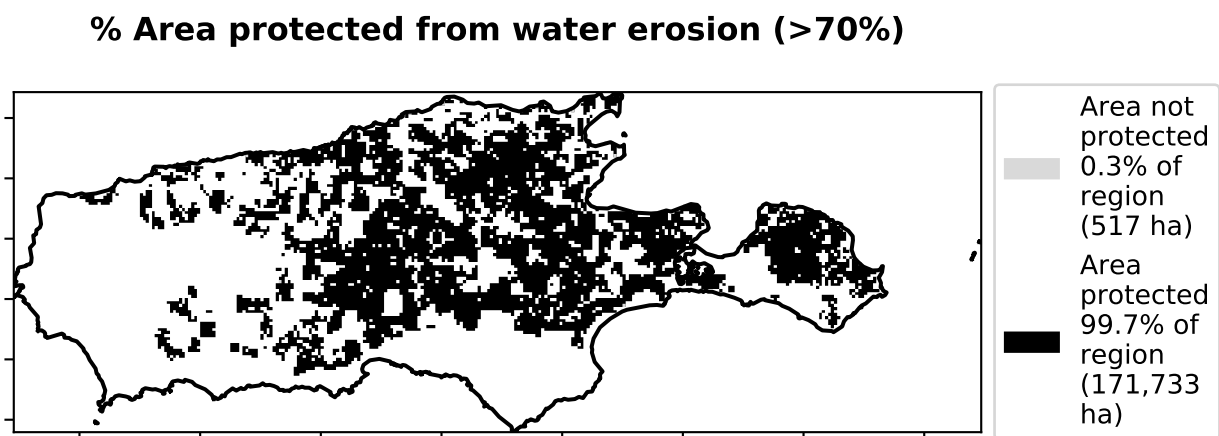 % Area protected from water erosion (>70%)
Area not
protected
0.3% of
region
(517 ha)
Area
protected
99.7% of
region
(171,733
ha)